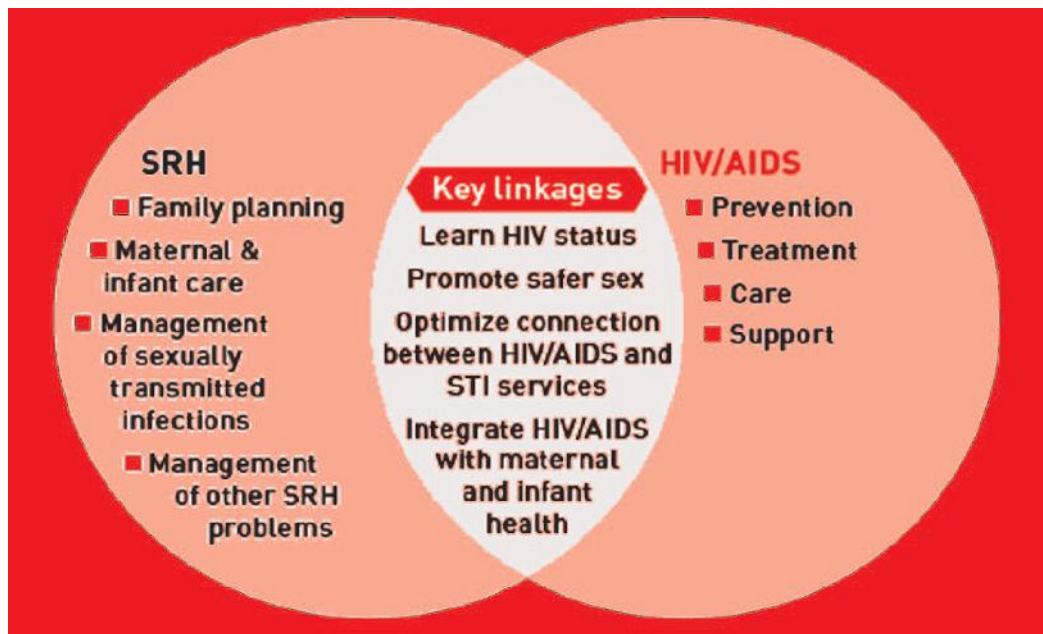 SRH
Family planning
Maternal &
infant care
Management
of sexually
transmitted
infections
Management
of other SRH
problems
Key linkages
Learn HIV status
Promote safer sex
Optimize connection
between HIV/AIDS and
STI services
Integrate HIV/AIDS
with maternal
and infant
health
HIV/AIDS
Prevention
Treatment
Care
Support